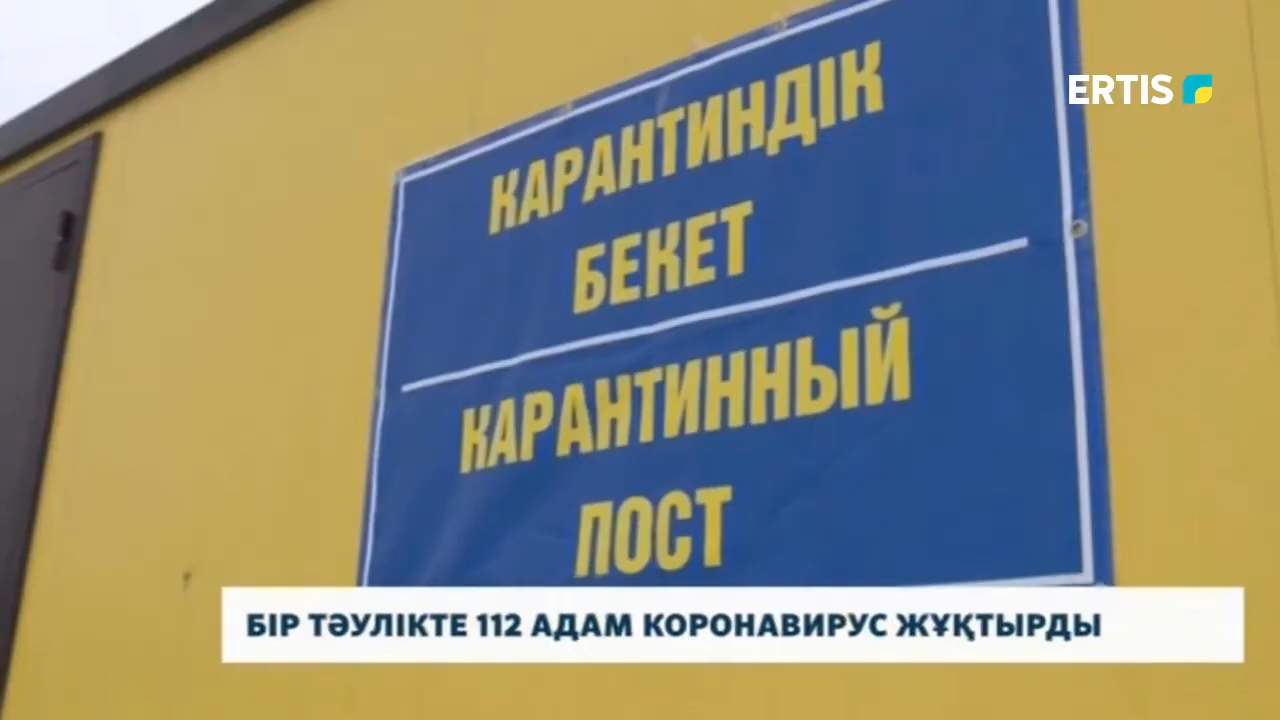 ERTIS
КАРАНТИНДІК
БЕКЕТ
КАРАНТИННЫЙ
ПОСТ
БІР ТӘУЛІКТЕ 112 АДАМ КОРОНАВИРУС ЖҰҚТЫРДЫ